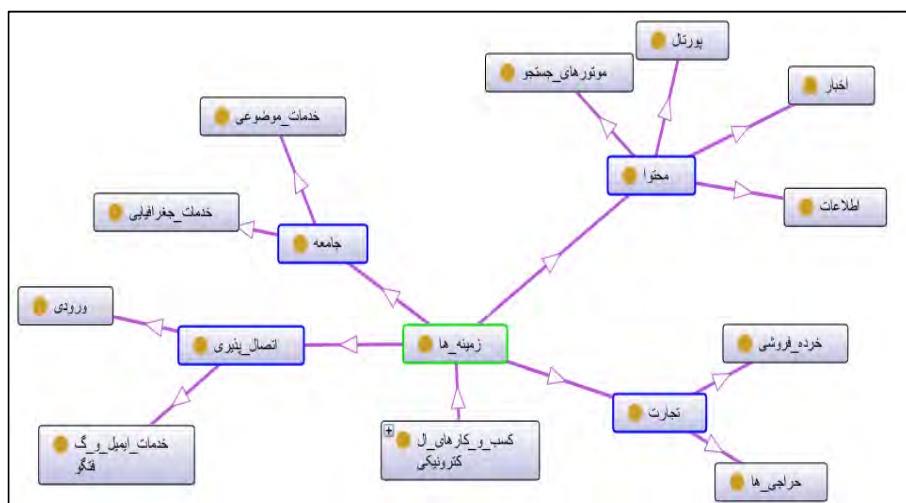 پورتال
موتورهای_جستجو
اخبار
خدمات_موضوعی
محتوا
اطلاعات
خدمات_جغرافیایی
جامعه
ورودی
اتصال_پذیری
زمینه_ها
خرده_فروشی
تجارت
خدمات_ایمیل_و_گ
فتگو
کسب_و_کارهای_ال
کترونیکی
حراجی_ها